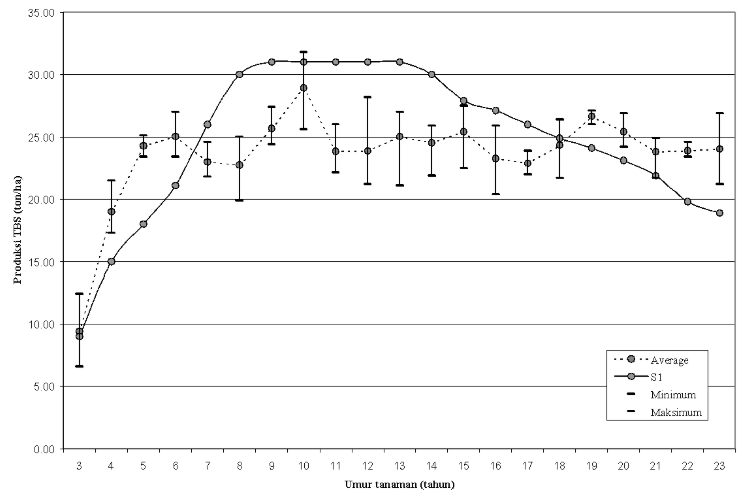 35.00
30.00
25.00
20.00
15.00
10.00
5.00
0.00
Produksi TBS (ton/ha)
3 4 5 6 7 8 9 10 11 12 13 14 15 16 17 18 19 20 21 22 23
Umur tanaman (tahun)
Average
S1
Minimum
Maksimum